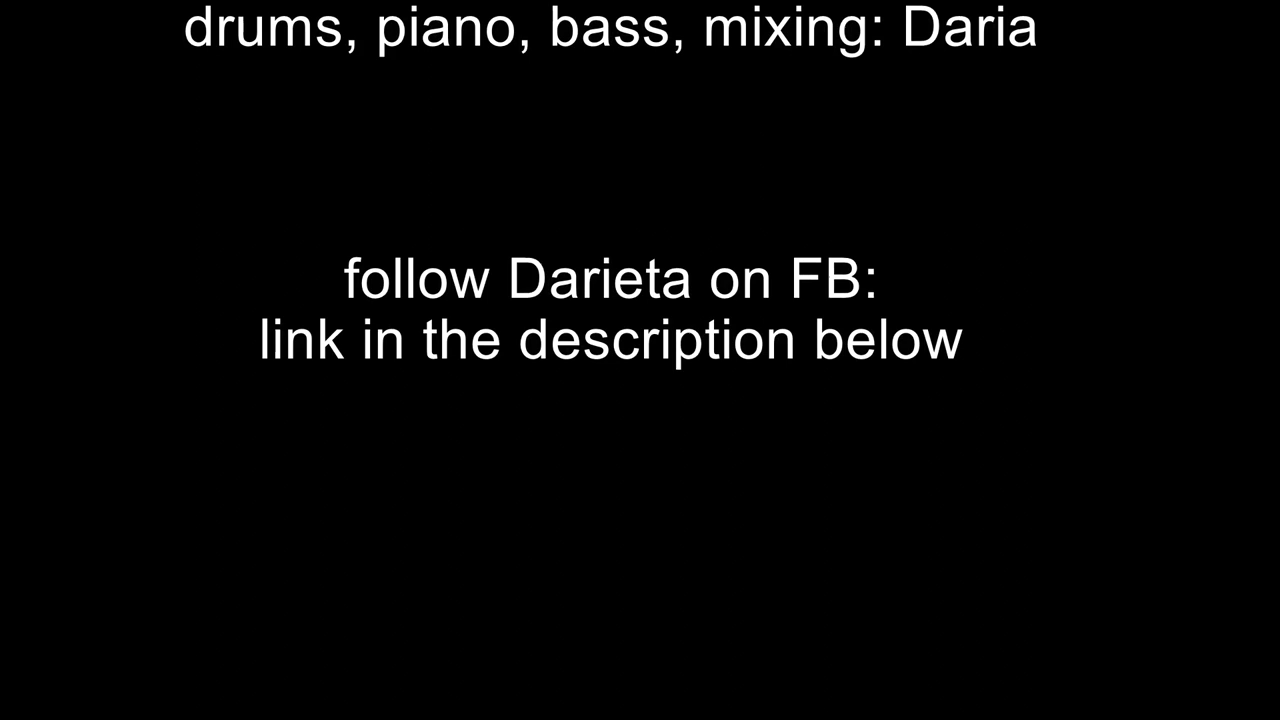 drums, piano, bass, mixing: Daria
follow Darieta on FB:
link in the description below